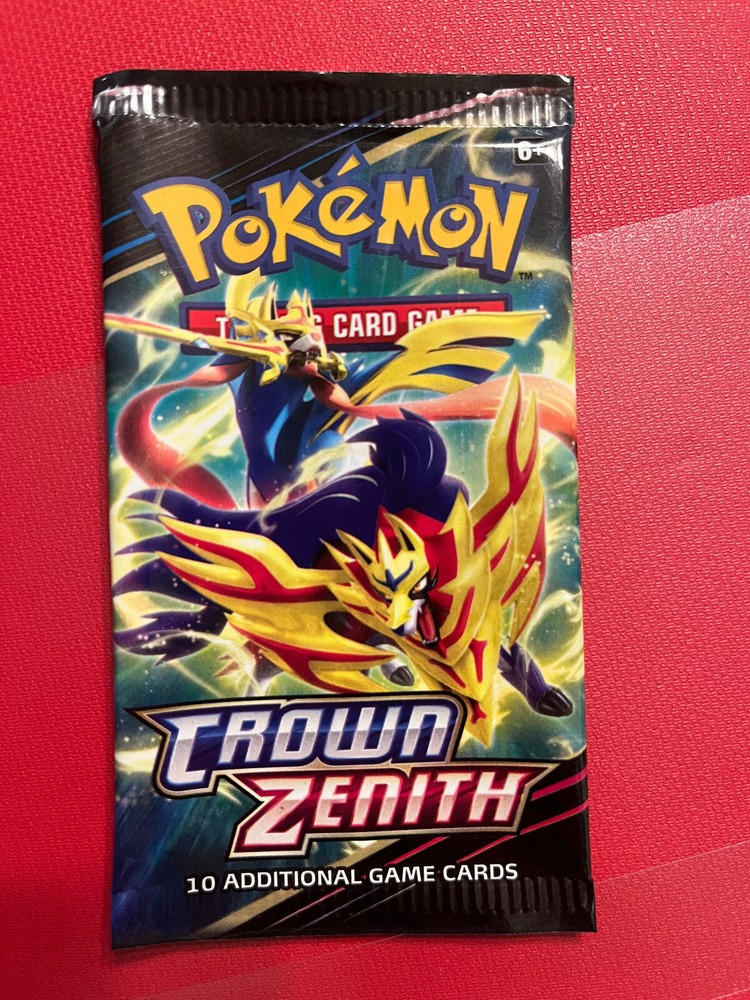 6+
POKéMON
TM
CARD GAME
CROWN
ZENITH
10 ADDITIONAL GAME CARDS